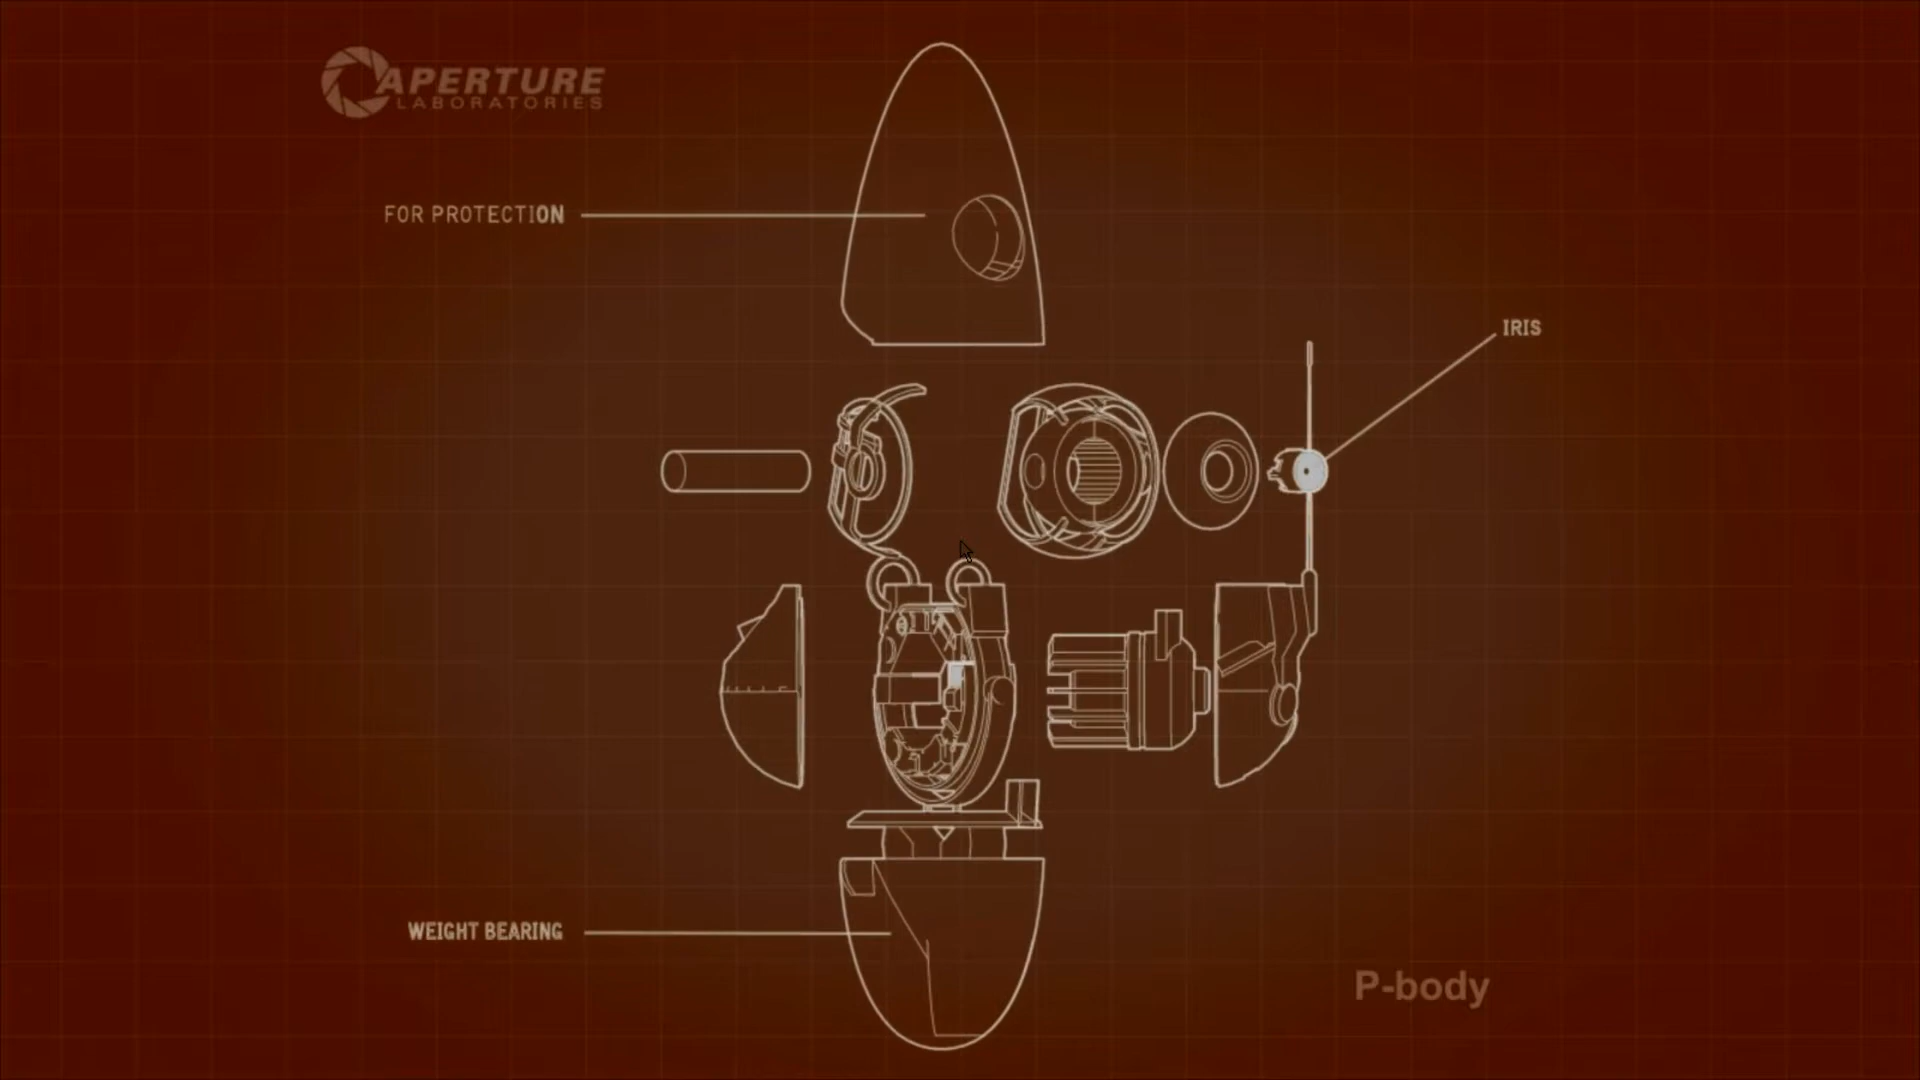 APERTURE
LABORATORIES
FOR PROTECTION
IRIS
WEIGHT BEARING
P-body